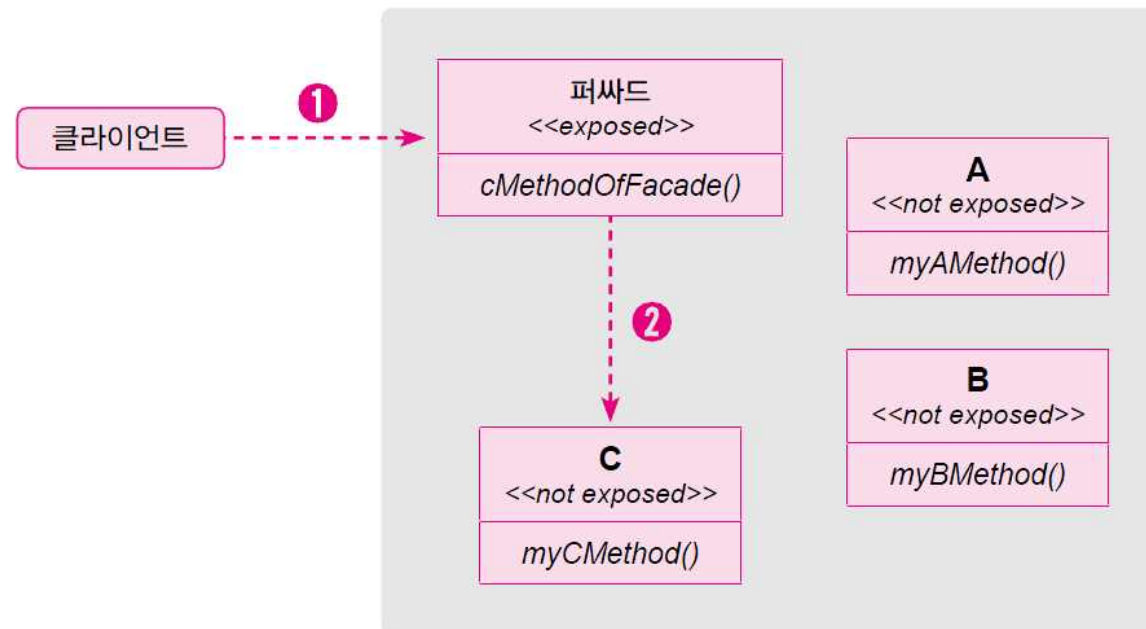 클라이언트
❶
퍼싸드
<<exposed>>
cMethodOfFacade()
A
<<not exposed>>
myAMethod()
❷
B
<<not exposed>>
myBMethod()
C
<<not exposed>>
myCMethod()